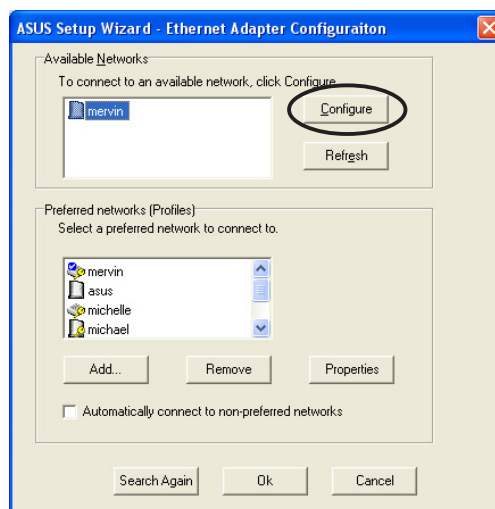 ASUS Setup Wizard - Ethernet Adapter Configuraiton
Available Networks
To connect to an available network, click Configure
mervin
Configure
Refresh
Preferred networks (Profiles)
Select a preferred network to connect to.
mervin
asus
michelle
michael
Add...
Remove
Properties
Automatically connect to non-preferred networks
Search Again
Ok
Cancel